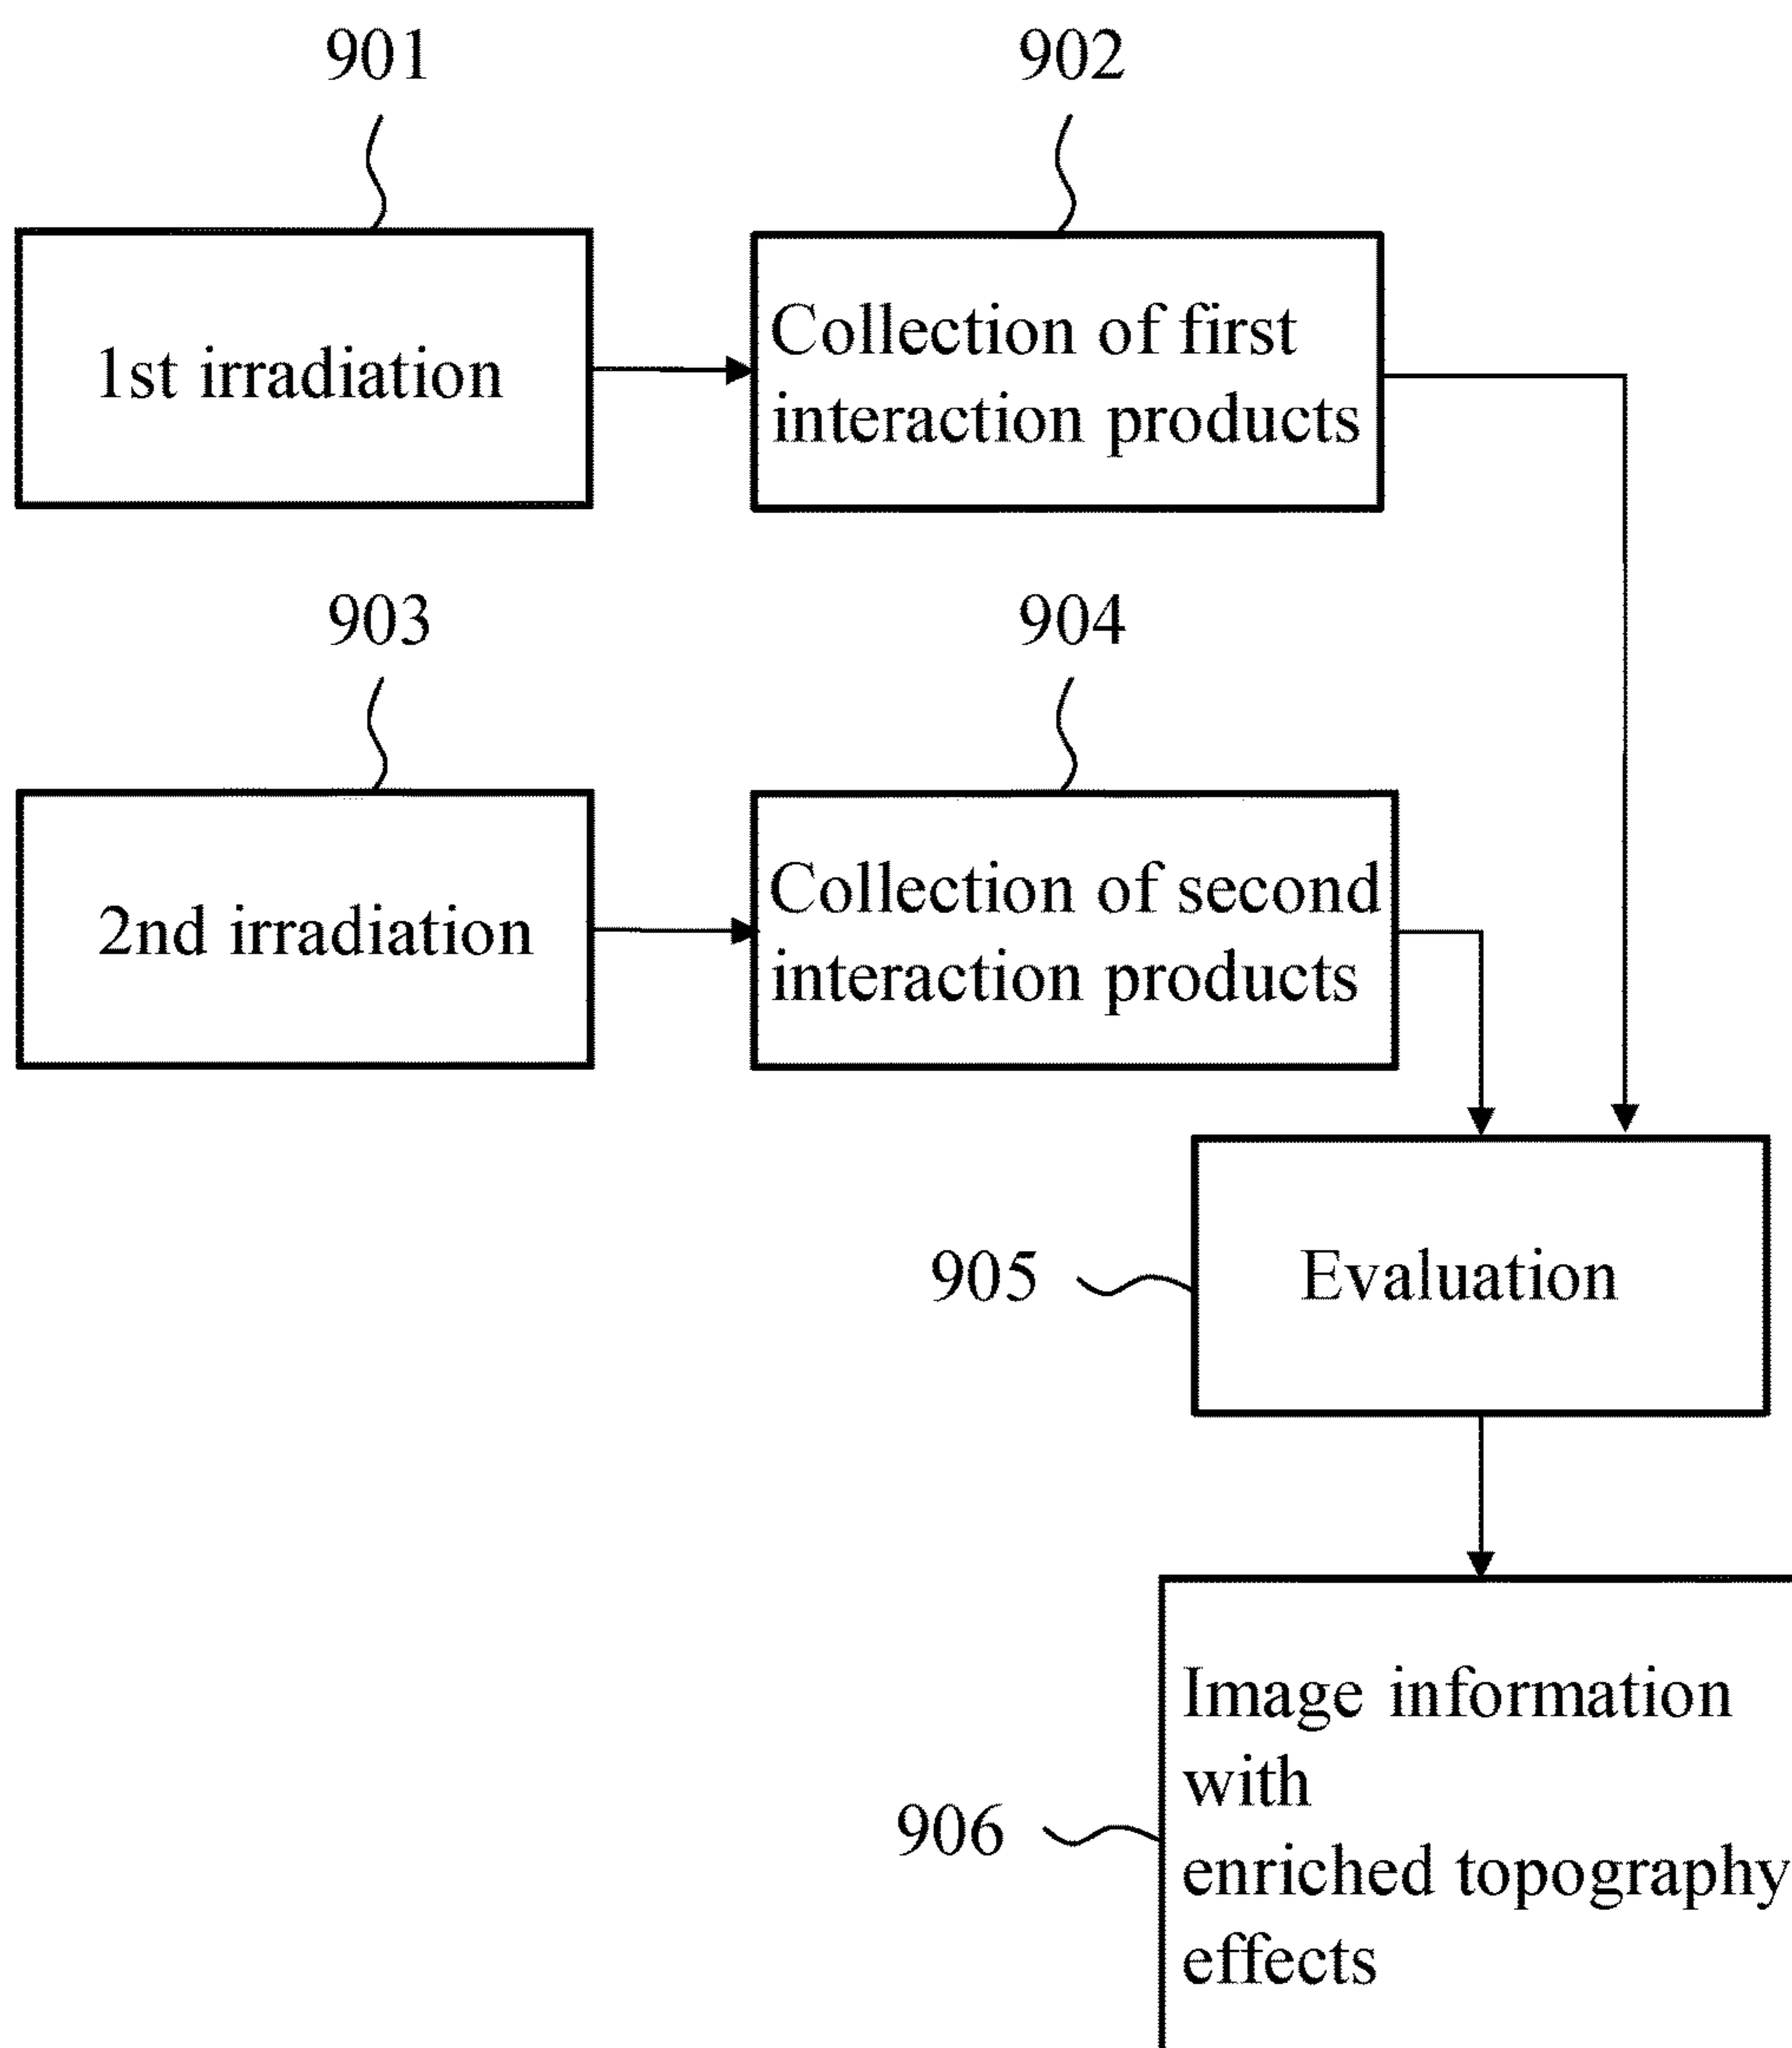 901
902
1st irradiation
Collection of first
interaction products
903
904
2nd irradiation
Collection of second
interaction products
905
Evaluation
906
Image information
with
enriched topography
effects